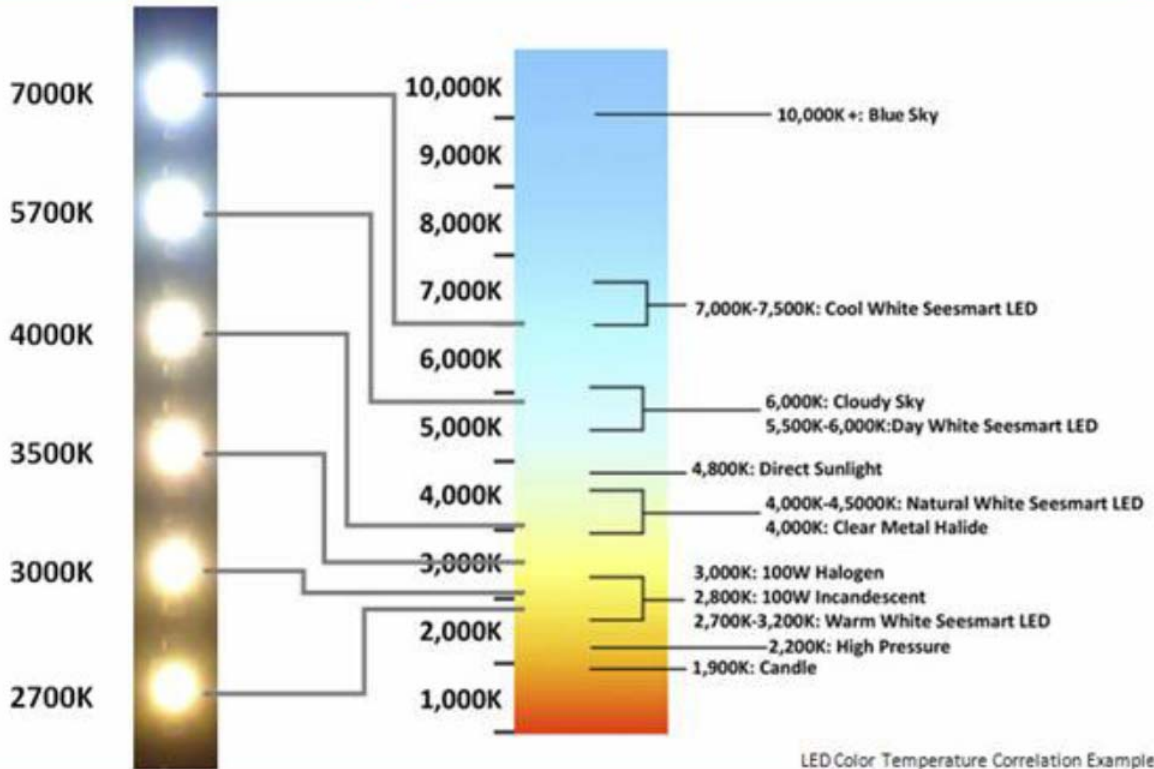 7000K
5700K
4000K
3500K
3000K
2700K
10,000K
9,000K
8,000K
7,000K
6,000K
5,000K
4,000K
3,000K
2,000K
1,000K
10,000K +: Blue Sky
7,000K-7,500K: Cool White Seesmart LED
6,000K: Cloudy Sky
5,500K-6,000K:Day White Seesmart LED
4,800K: Direct Sunlight
4,000K-4,5000K: Natural White Seesmart LED
4,000K: Clear Metal Halide
3,000K: 100W Halogen
2,800K: 100W Incandescent
2,700K-3,200K: Warm White Seesmart LED
2,200K: High Pressure
1,900K: Candle
LED Color Temperature Correlation Example